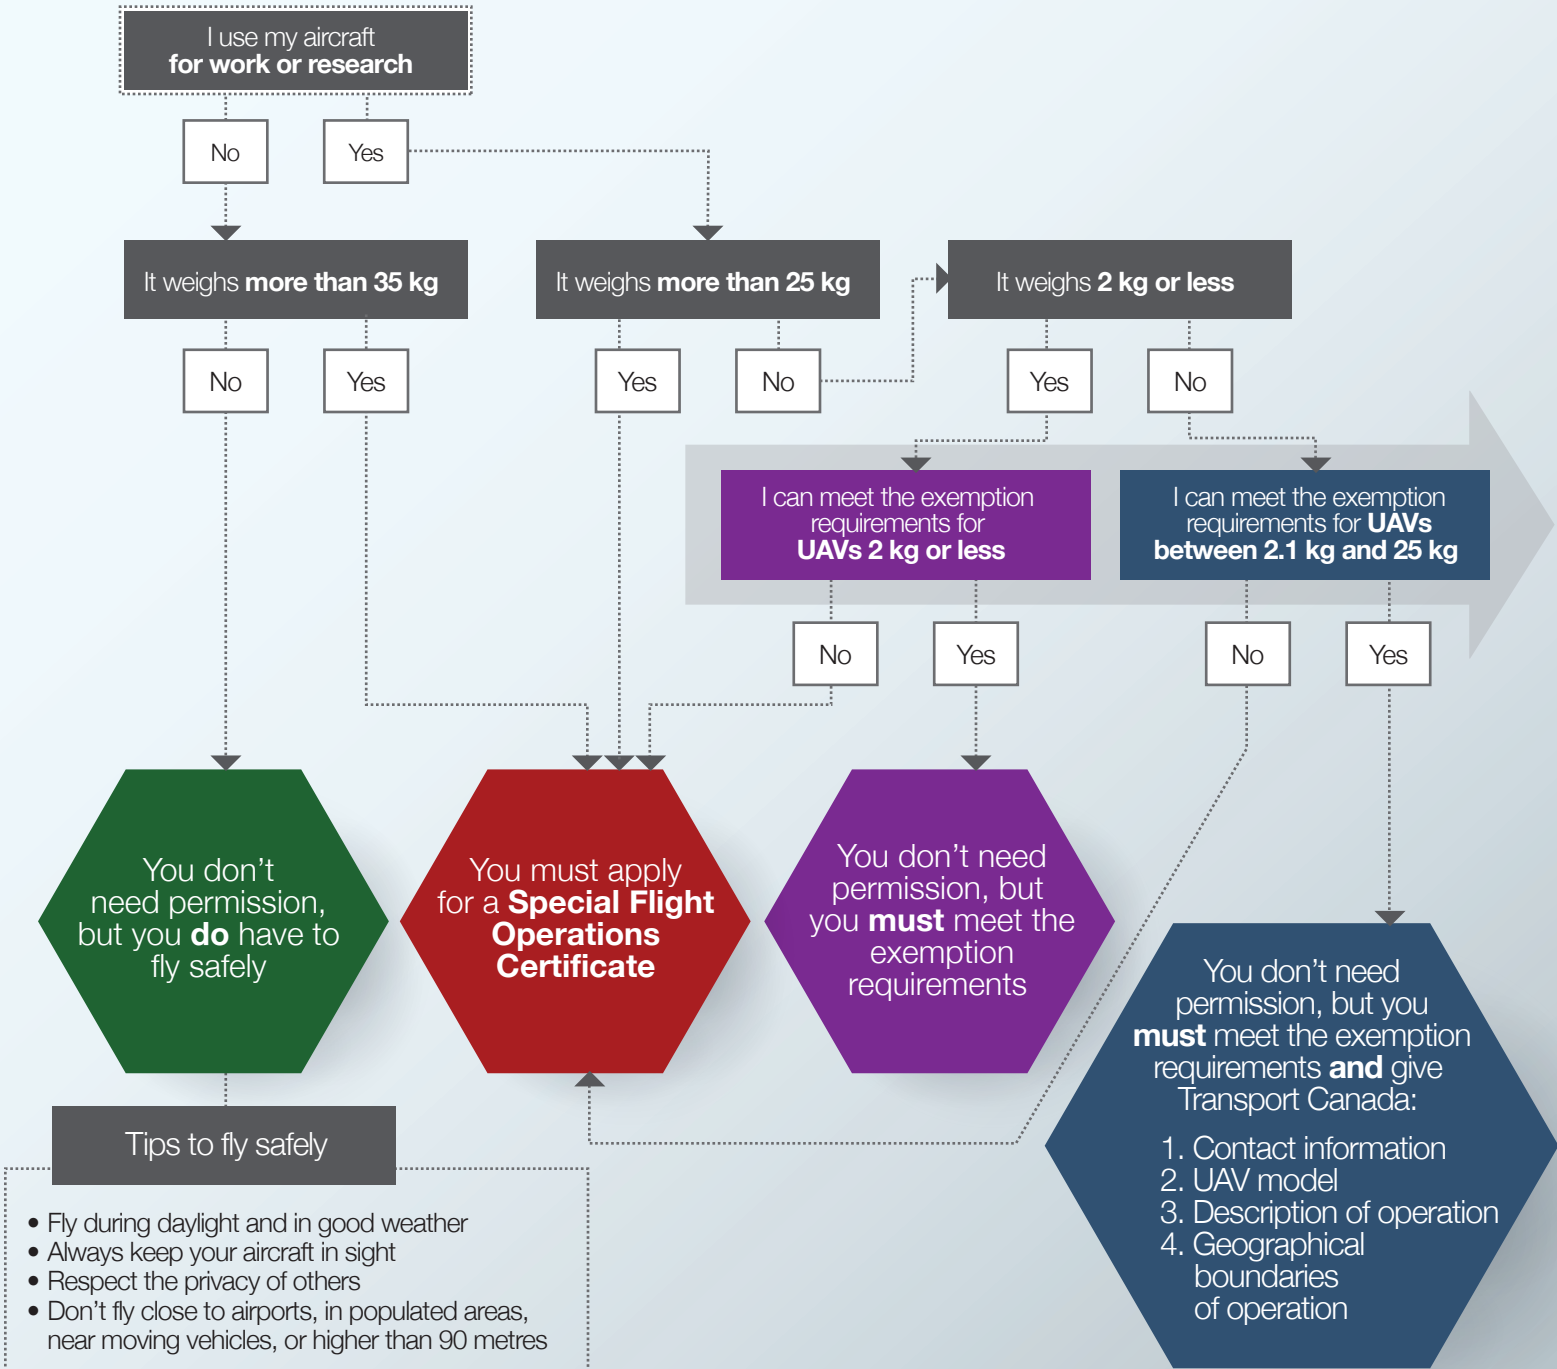 I use my aircraft
for work or research
No
Yes
It weighs more than 35 kg
It weighs more than 25 kg
It weighs 2 kg or less
No
Yes
Yes
No
Yes
No
I can meet the exemption
requirements for
UAVs 2 kg or less
I can meet the exemption
requirements for UAVs
between 2.1 kg and 25 kg
No
Yes
No
Yes
You don't
need permission,
but you do have to
fly safely
You must apply
for a Special Flight
Operations
Certificate
You don't need
permission, but
you must meet the
exemption
requirements
You don't need
permission, but you
must meet the exemption
requirements and give
Transport Canada:
1. Contact information
2. UAV model
3. Description of operation
4. Geographical
boundaries
of operation
Tips to fly safely
• Fly during daylight and in good weather
• Always keep your aircraft in sight
• Respect the privacy of others
• Don't fly close to airports, in populated areas,
near moving vehicles, or higher than 90 metres